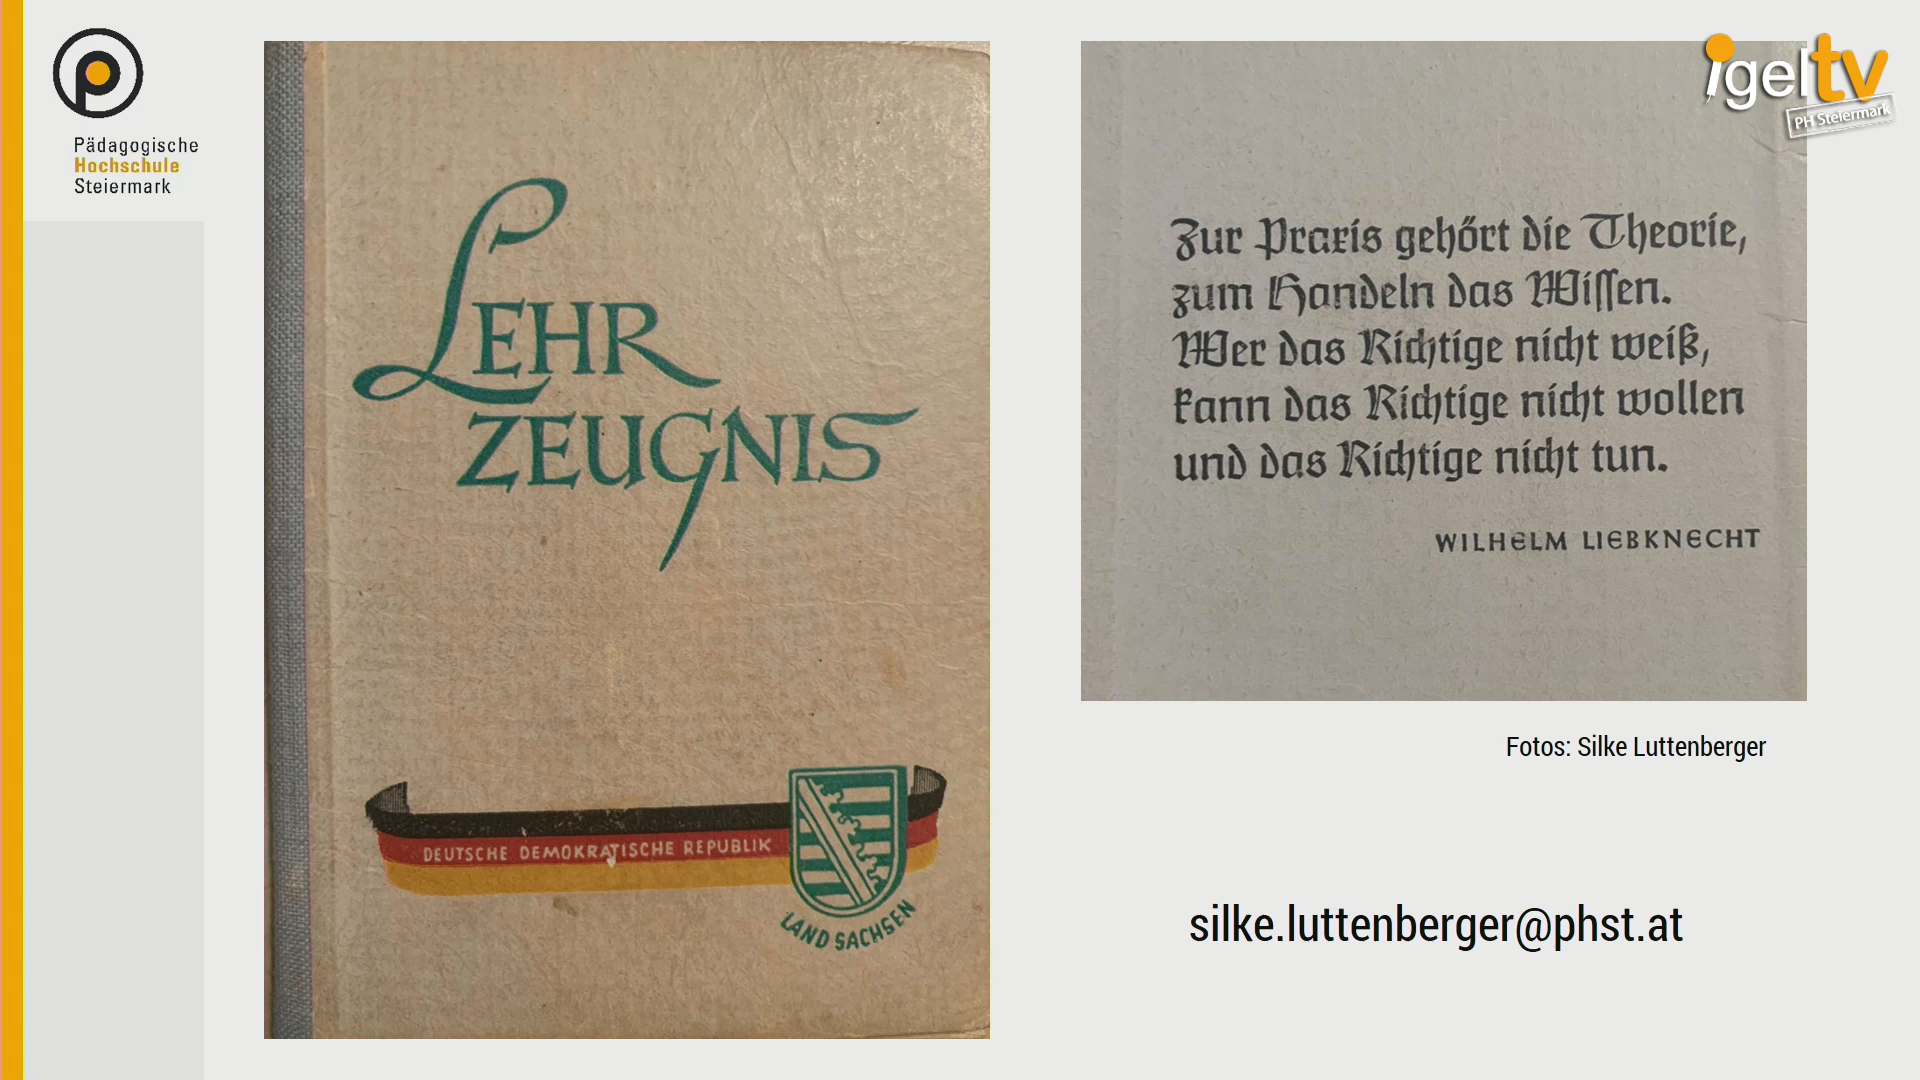 Pädagogische
Hochschule
Steiermark
LEHR
ZEUGNIS
DEUTSCHE DEMOKRATISCHE REPUBLIK
LAND SACHSEN
igeltv
PH Steiermark
Zur Praxis gehört die Theorie,
zum Handeln das Wissen.
Wer das Richtige nicht weiß,
kann das Richtige nicht wollen
und das Richtige nicht tun.
WILHELM LIEBKNECHT
Fotos: Silke Luttenberger
silke.luttenberger@phst.at